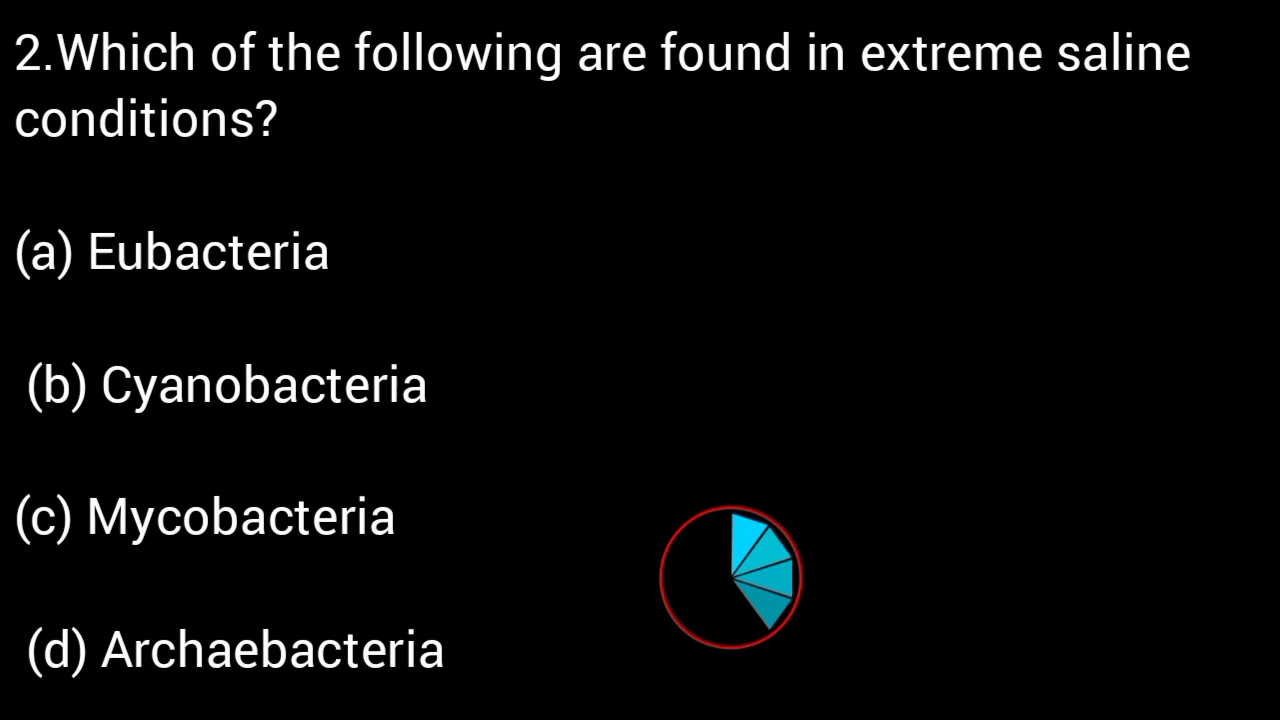 2.Which of the following are found in extreme saline
conditions?
(a) Eubacteria
(b) Cyanobacteria
(c) Mycobacteria
(d) Archaebacteria